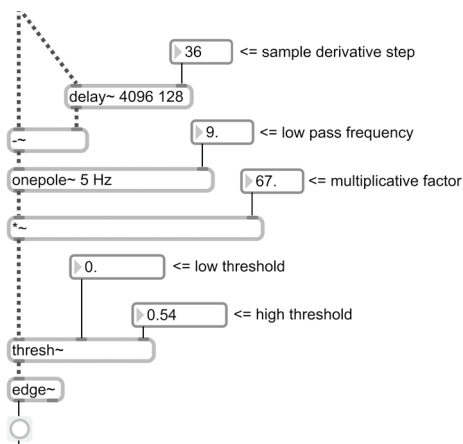 36 <= sample derivative step
delay~ 4096 128
-~
9. <= low pass frequency
onepole~ 5 Hz
67. <= multiplicative factor
*~
0. <= low threshold
0.54 <= high threshold
thresh~
edge~